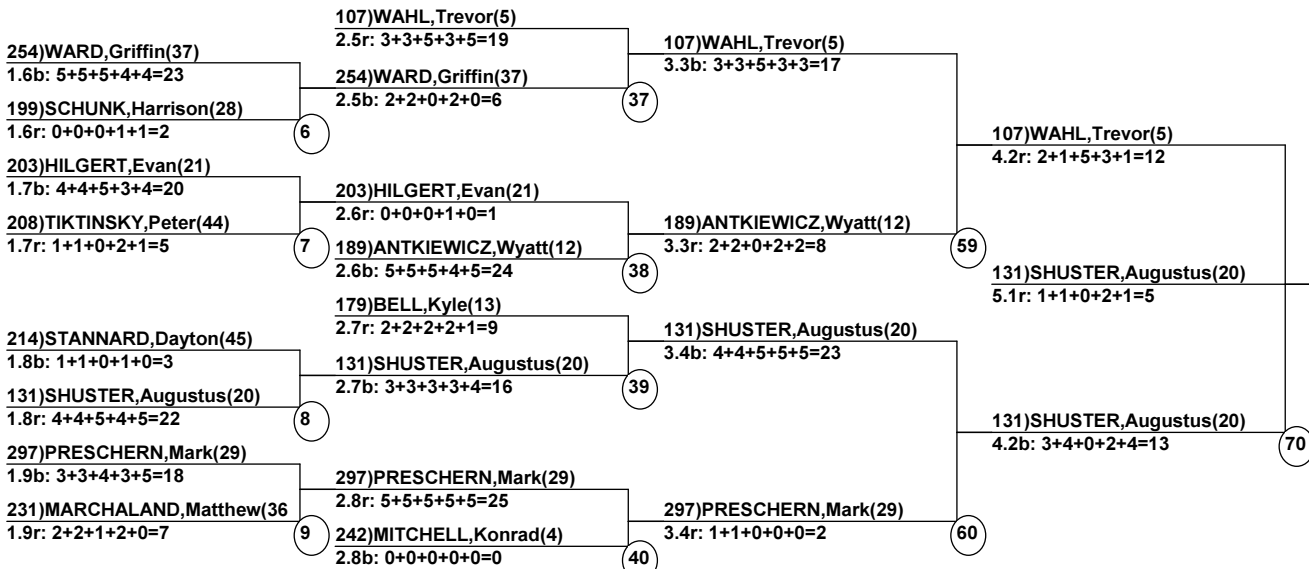 107)WAHL,Trevor(5)
2.5r: 3+3+5+3+5=19
254)WARD,Griffin(37)
1.6b: 5+5+5+4+4=23
107)WAHL,Trevor(5)
3.3b: 3+3+5+3+3=17
254)WARD,Griffin(37)
2.5b: 2+2+0+2+0=6
37
199)SCHUNK,Harrison(28)
1.6r: 0+0+0+1+1=2
6
107)WAHL,Trevor(5)
4.2r: 2+1+5+3+1=12
203)HILGERT,Evan(21)
1.7b: 4+4+5+3+4=20
203)HILGERT,Evan(21)
2.6r: 0+0+0+1+0=1
208)TIKTINSKY,Peter(44)
1.7r: 1+1+0+2+1=5
7
189)ANTKIEWICZ,Wyatt(12)
3.3r: 2+2+0+2+2=8
59
189)ANTKIEWICZ,Wyatt(12)
2.6b: 5+5+5+4+5=24
38
131)SHUSTER,Augustus(20)
5.1r: 1+1+0+2+1=5
179)BELL,Kyle(13)
2.7r: 2+2+2+2+1=9
214)STANNARD,Dayton(45)
1.8b: 1+1+0+1+0=3
131)SHUSTER,Augustus(20)
3.4b: 4+4+5+5+5=23
131)SHUSTER,Augustus(20)
2.7b: 3+3+3+3+4=16
39
131)SHUSTER,Augustus(20)
1.8r: 4+4+5+4+5=22
8
131)SHUSTER,Augustus(20)
4.2b: 3+4+0+2+4=13
70
297)PRESCHERN,Mark(29)
1.9b: 3+3+4+3+5=18
297)PRESCHERN,Mark(29)
2.8r: 5+5+5+5+5=25
231)MARCHALAND,Matthew(36
1.9r: 2+2+1+2+0=7
9
297)PRESCHERN,Mark(29)
3.4r: 1+1+0+0+0=2
60
242)MITCHELL,Konrad(4)
2.8b: 0+0+0+0+0=0
40